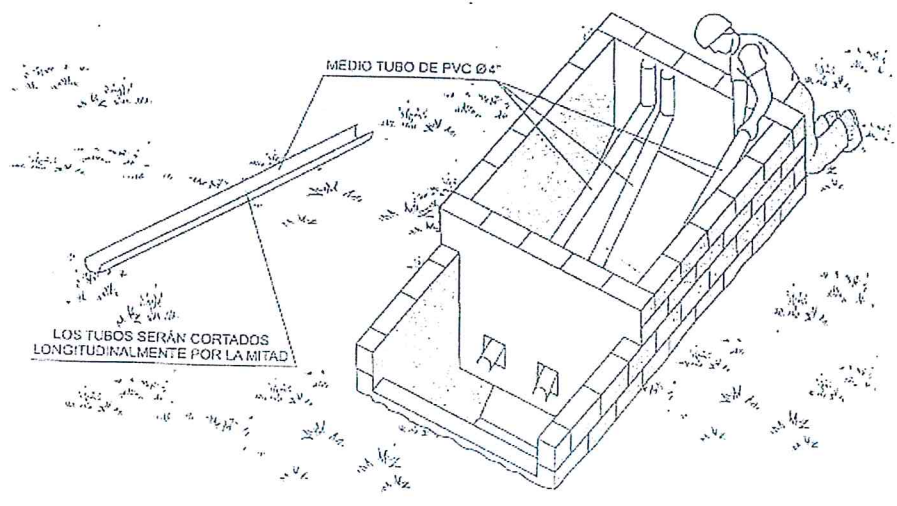 MEDIO TUBO DE PVC Ø 4"
LOS TUBOS SERÁN CORTADOS
LONGITUDINALMENTE POR LA MITAD